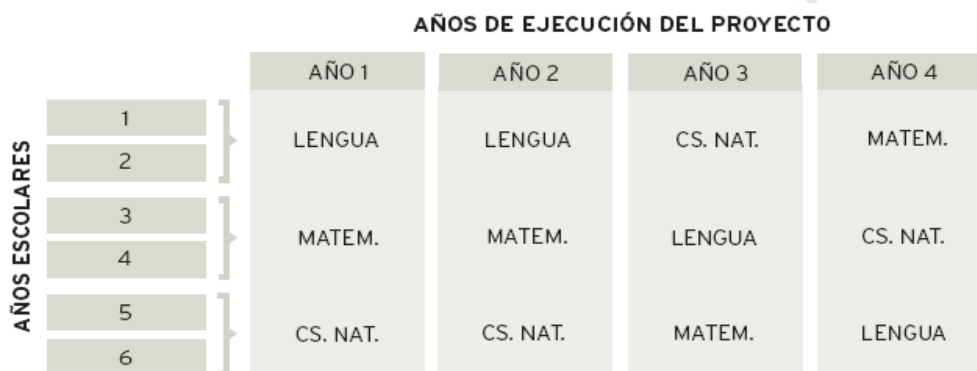 AÑOS DE EJECUCIÓN DEL PROYECTO
AÑO 1 AÑO 2 AÑO 3 AÑO 4
AÑOS ESCOLARES
1
2
LENGUA LENGUA CS. NAT. MATEM.
3
4
MATEM. MATEM. LENGUA CS. NAT.
5
6
CS. NAT. CS. NAT. MATEM. LENGUA